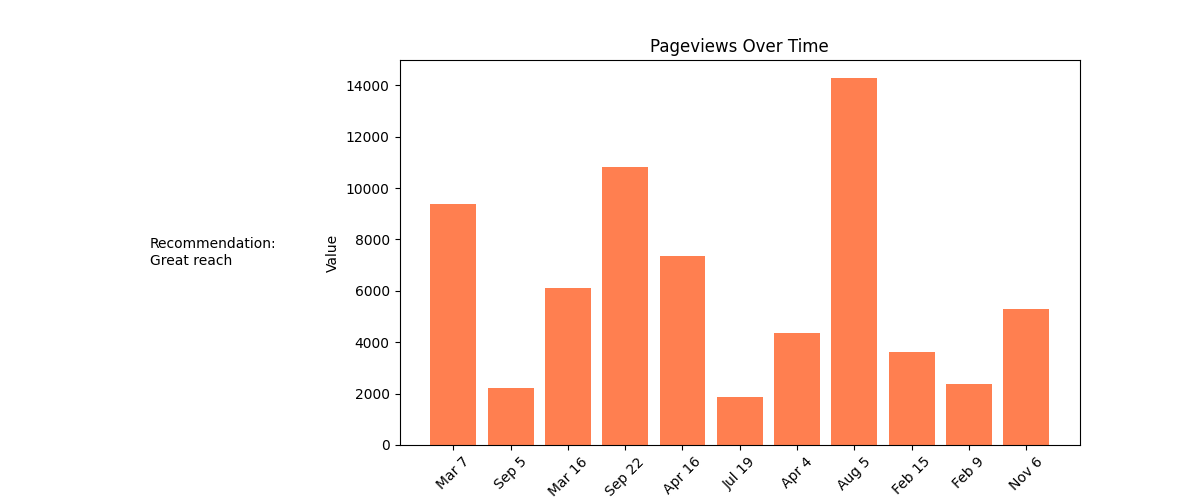 Pageviews Over Time
Recommendation:
Great reach
Value
14000
12000
10000
8000
6000
4000
2000
0
Mar 7
Sep 5
Mar 16
Sep 22
Apr 16
Jul 19
Apr 4
Aug 5
Feb 15
Feb 9
Nov 6